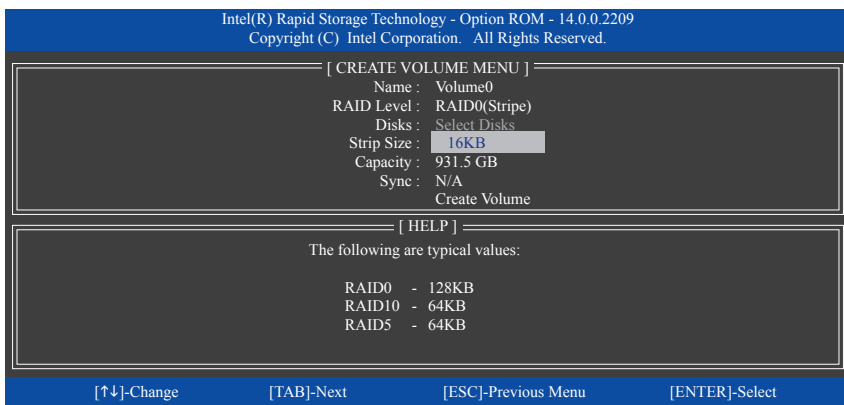 Intel(R) Rapid Storage Technology - Option ROM - 14.0.0.2209
Copyright (C) Intel Corporation. All Rights Reserved.
[ CREATE VOLUME MENU ]
Name : Volume0
RAID Level : RAID0(Stripe)
Disks : Select Disks
Strip Size : 16KB
Capacity : 931.5 GB
Sync : N/A
Create Volume
[ HELP ]
The following are typical values:
RAID0 - 128KB
RAID10 - 64KB
RAID5 - 64KB
[↑↓]-Change [TAB]-Next [ESC]-Previous Menu [ENTER]-Select